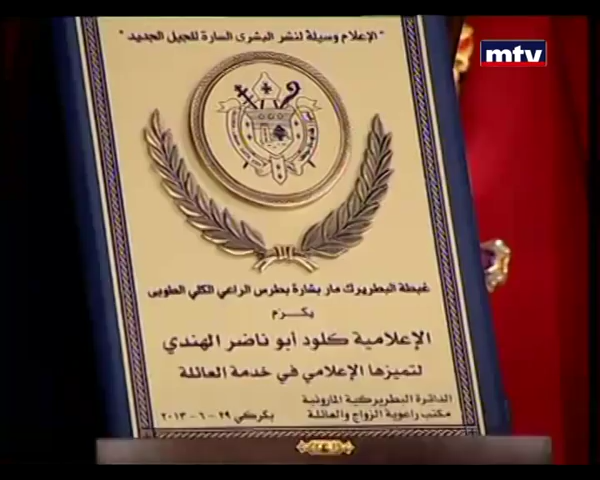 mtv
"الإعلام وسيلة لنشر البشرى السارة للجيل الجديد"
غبطة البطريرك مار بشارة بطرس الراعي الكلي الطوبى
يكرم
الإعلامية كلود أبو ناضر الهندي
لتميزها الإعلامي في خدمة العائلة
الدائرة البطريركية المارونية
مكتب راعوية الزواج والعائلة
بكركي ٢٩ - ٦ - ٢٠١٣